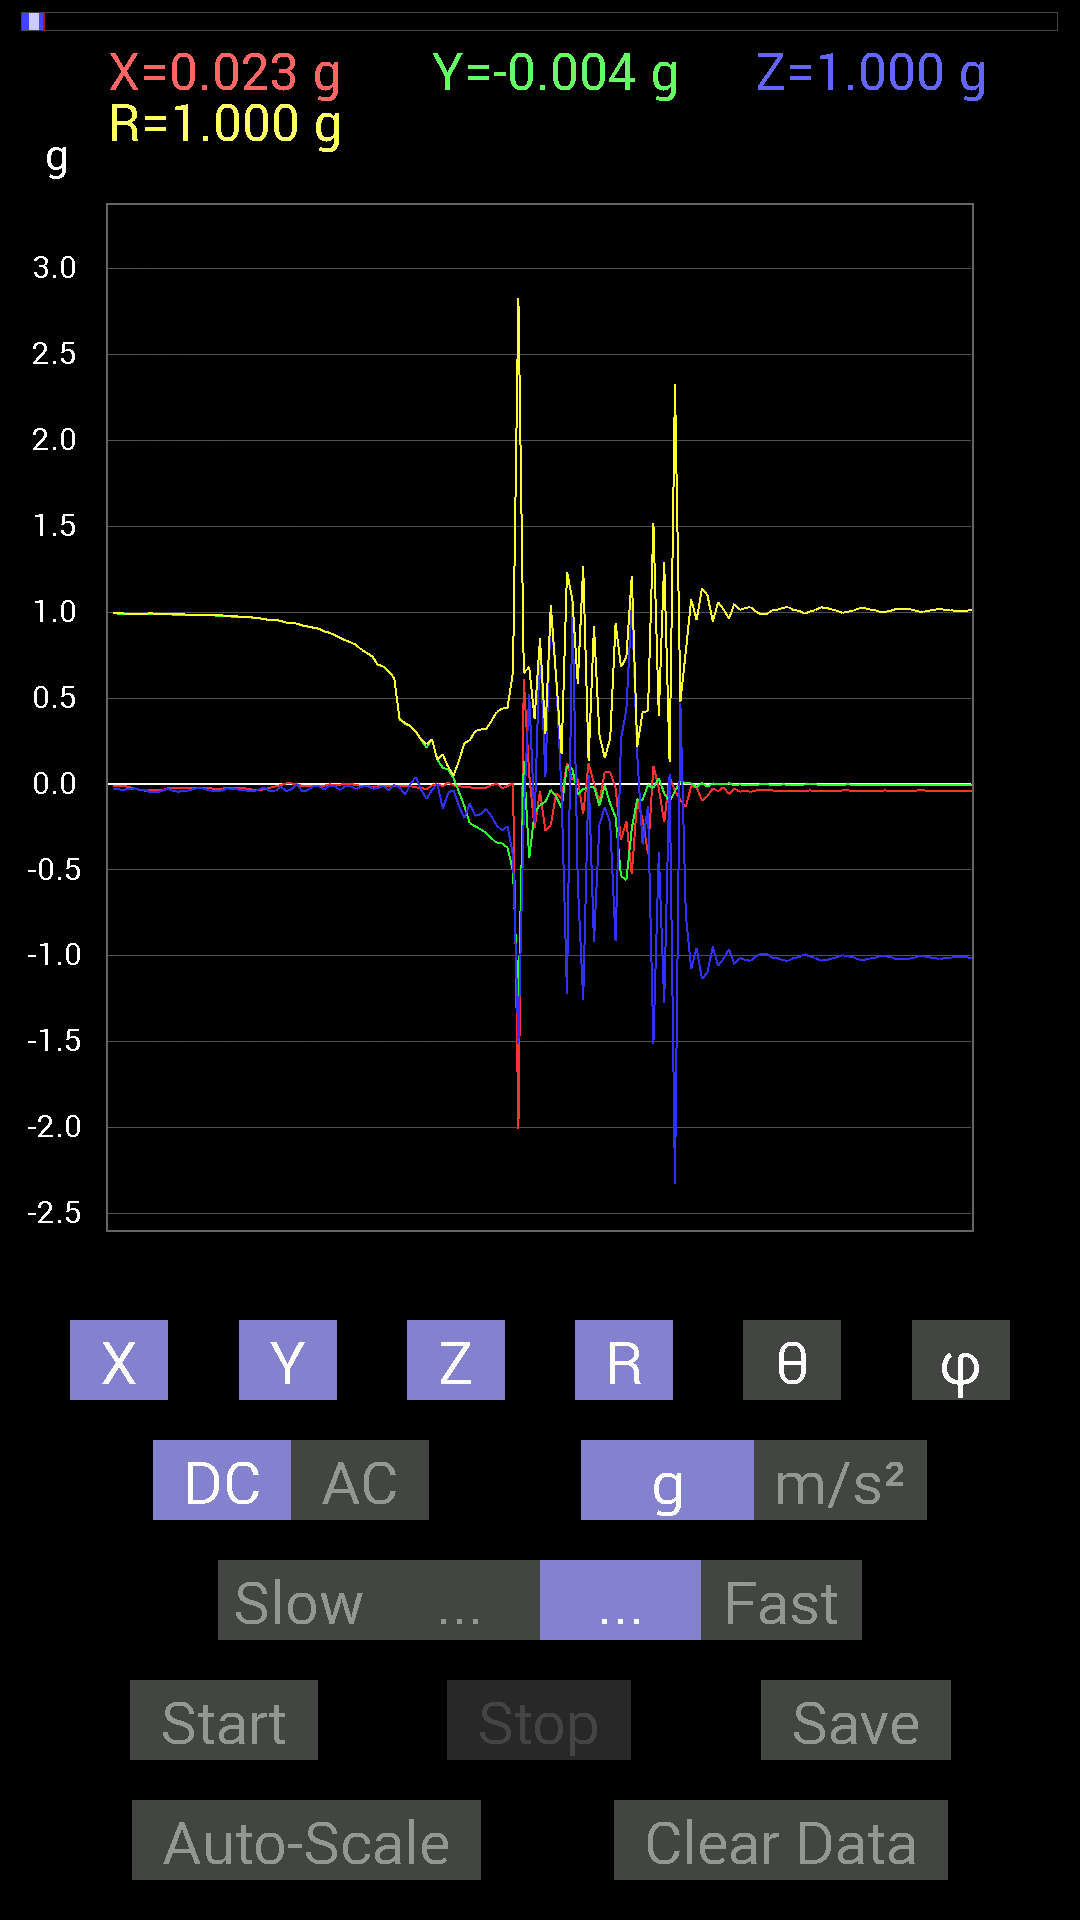 X=0.023 g Y=-0.004 g Z=1.000 g
R=1.000 g
g
3.0
2.5
2.0
1.5
1.0
0.5
0.0
-0.5
-1.0
-1.5
-2.0
-2.5
X Y Z R θ φ
DC AC g m/s²
Slow ... ... Fast
Start Stop Save
Auto-Scale Clear Data